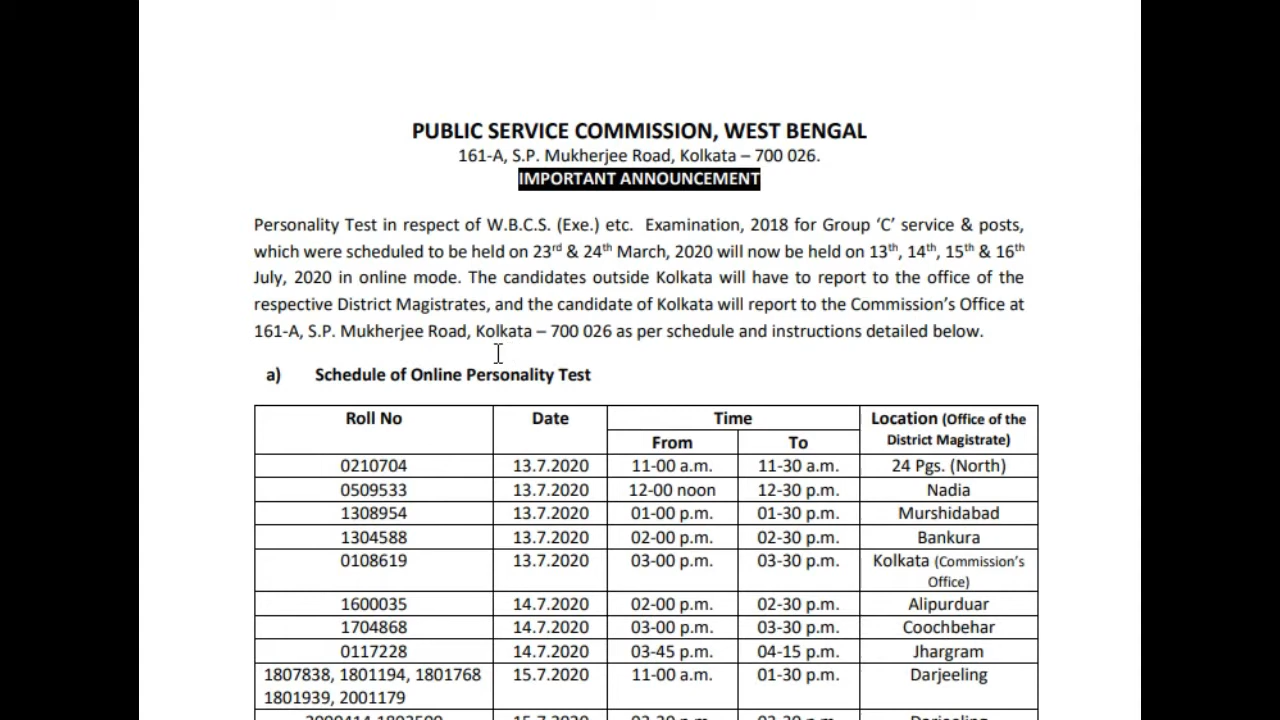 PUBLIC SERVICE COMMISSION, WEST BENGAL
161-A, S.P. Mukherjee Road, Kolkata – 700 026.
IMPORTANT ANNOUNCEMENT
Personality Test in respect of W.B.C.S. (Exe.) etc. Examination, 2018 for Group ‘C’ service & posts,
which were scheduled to be held on 23rd & 24th March, 2020 will now be held on 13th, 14th, 15th & 16th
July, 2020 in online mode. The candidates outside Kolkata will have to report to the office of the
respective District Magistrates, and the candidate of Kolkata will report to the Commission’s Office at
161-A, S.P. Mukherjee Road, Kolkata – 700 026 as per schedule and instructions detailed below.
a) Schedule of Online Personality Test
Roll No Date Time Location (Office of the
From To District Magistrate)
0210704 13.7.2020 11-00 a.m. 11-30 a.m. 24 Pgs. (North)
0509533 13.7.2020 12-00 noon 12-30 p.m. Nadia
1308954 13.7.2020 01-00 p.m. 01-30 p.m. Murshidabad
1304588 13.7.2020 02-00 p.m. 02-30 p.m. Bankura
0108619 13.7.2020 03-00 p.m. 03-30 p.m. Kolkata (Commission’s
Office)
1600035 14.7.2020 02-00 p.m. 02-30 p.m. Alipurduar
1704868 14.7.2020 03-00 p.m. 03-30 p.m. Coochbehar
0117228 14.7.2020 03-45 p.m. 04-15 p.m. Jhargram
1807838, 1801194, 1801768 15.7.2020 11-00 a.m. 01-30 p.m. Darjeeling
1801939, 2001179